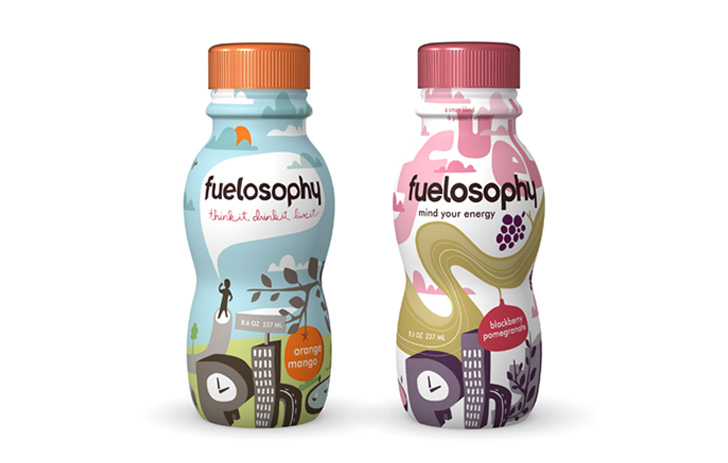 fuelosophy
think it. drink it. live it.
8.6 OZ 237 ML
orange
mango
fuelosophy
mind your energy
8.6 OZ 237 ML
blackberry
pomegranate